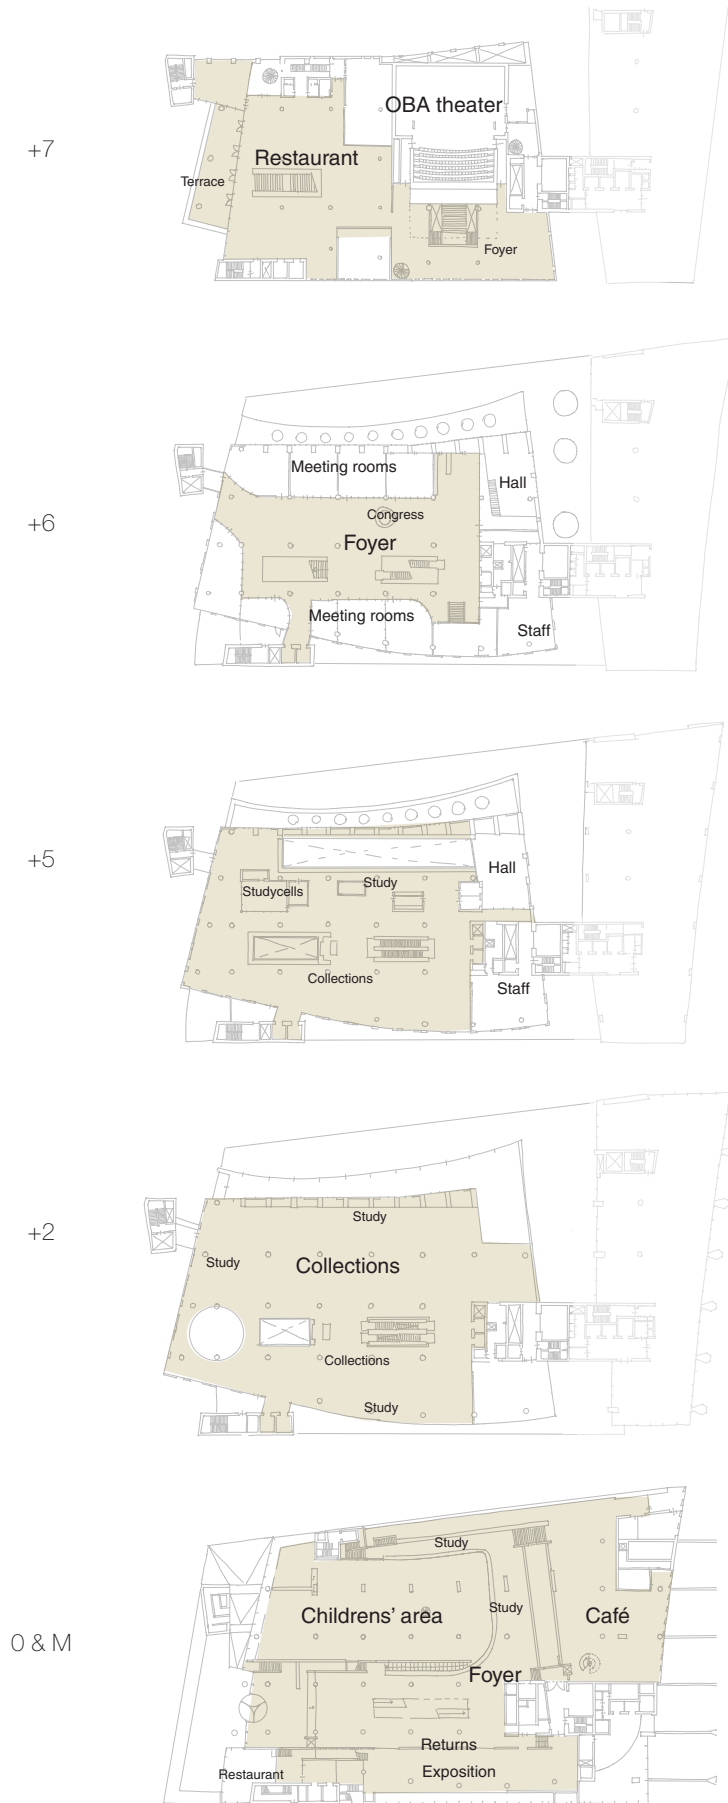 +7
OBA theater
Restaurant
Terrace
Foyer
+6
Meeting rooms
Hall
Congress
Foyer
Meeting rooms
Staff
+5
Hall
Study
Studycells
Collections
Staff
+2
Study
Study
Collections
Collections
Study
0 & M
Study
Study
Childrens' area
Café
Foyer
Returns
Restaurant
Exposition